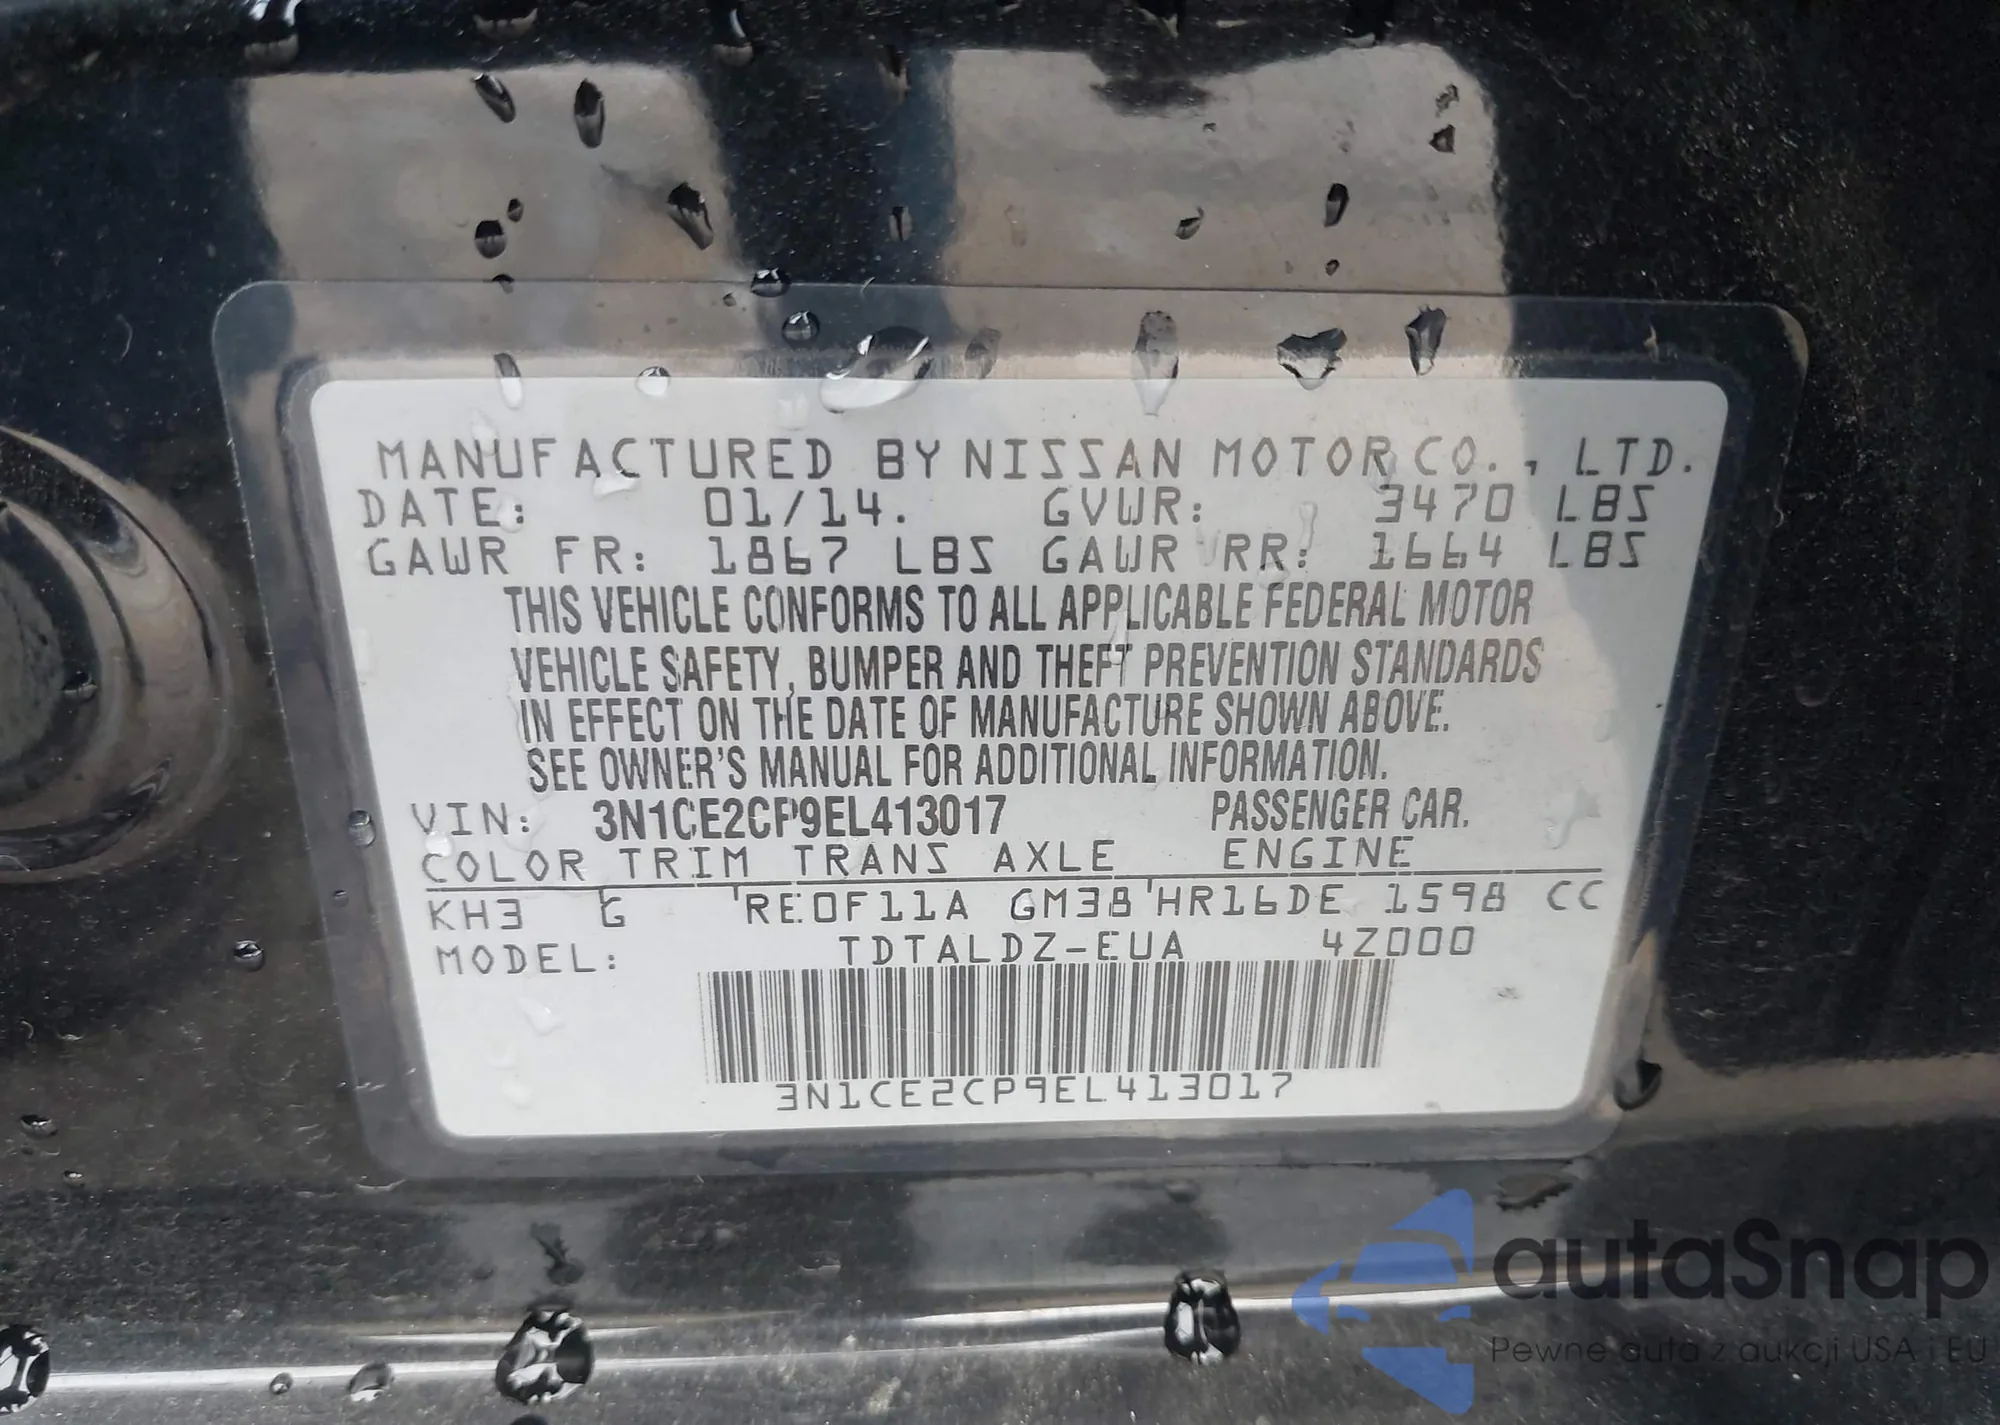 MANUFACTURED BY NISSAN MOTOR CO., LTD.
DATE: 01/14. GVWR: 3470 LBS
GAWR FR: 1867 LBS GAWR RR: 1664 LBS
THIS VEHICLE CONFORMS TO ALL APPLICABLE FEDERAL MOTOR
VEHICLE SAFETY, BUMPER AND THEFT PREVENTION STANDARDS
IN EFFECT ON THE DATE OF MANUFACTURE SHOWN ABOVE.
SEE OWNER'S MANUAL FOR ADDITIONAL INFORMATION.
VIN: 3N1CE2CP9EL413017 PASSENGER CAR.
COLOR TRIM TRANS AXLE ENGINE
KH3 G RE0F11A GM38 HR16DE 1598 CC
MODEL: TDTALDZ-EUA 4Z000
3N1CE2CP9EL413017
autaSnap
Pewne auta z aukcji USA i EU